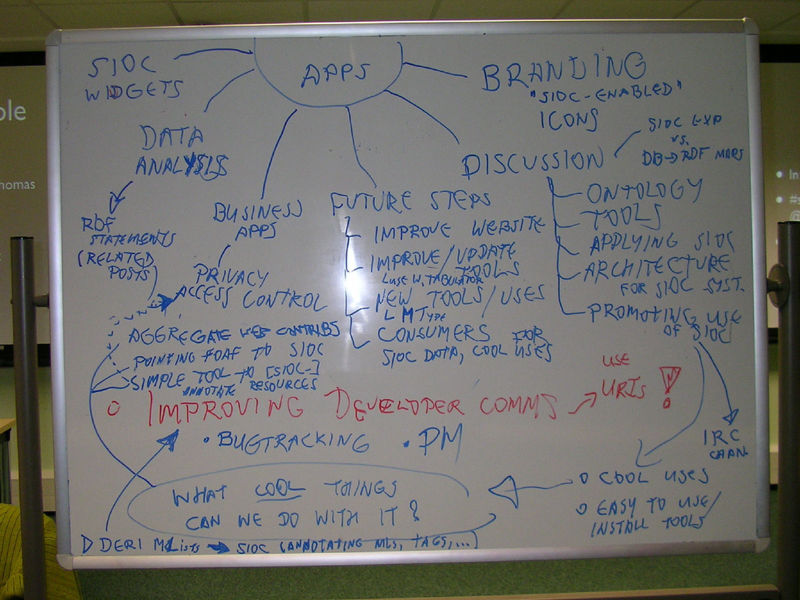 SIOC
WIDGETS
APPS
BRANDING
"SIOC-ENABLED"
ICONS
DATA
ANALYSIS
RDF
STATEMENTS
(RELATED
POSTS)
BUSINESS
APPS
PRIVACY
ACCESS CONTROL
FUTURE STEPS
IMPROVE WEBSITE
IMPROVE/UPDATE
TOOLS
(USE W. TABULATOR
NEW TOOLS/USES
LMTYPE
CONSUMERS FOR
SIOC DATA, COOL USES
DISCUSSION
SIOC EXP
VS.
DB→RDF MAPS
ONTOLOGY
TOOLS
APPLYING SIOC
ARCHITECTURE
FOR SIOC SYST.
PROMOTING USE
OF SIOC
AGGREGATE WEB CONTRIBS
POINTING FOAF TO SIOC
SIMPLE TOOL TO [SIOC-]
ANNOTATE RESOURCES
IMPROVING DEVELOPER COMMS → USE
URIs !
• BUGTRACKING • PM
IRC
CHAN.
WHAT COOL THINGS
CAN WE DO WITH IT?
COOL USES
EASY TO USE/
INSTALL TOOLS/
DERI MLists → SIOC (ANNOTATING MLS, TAGS,...)
ple
homas
• In
• #s
@